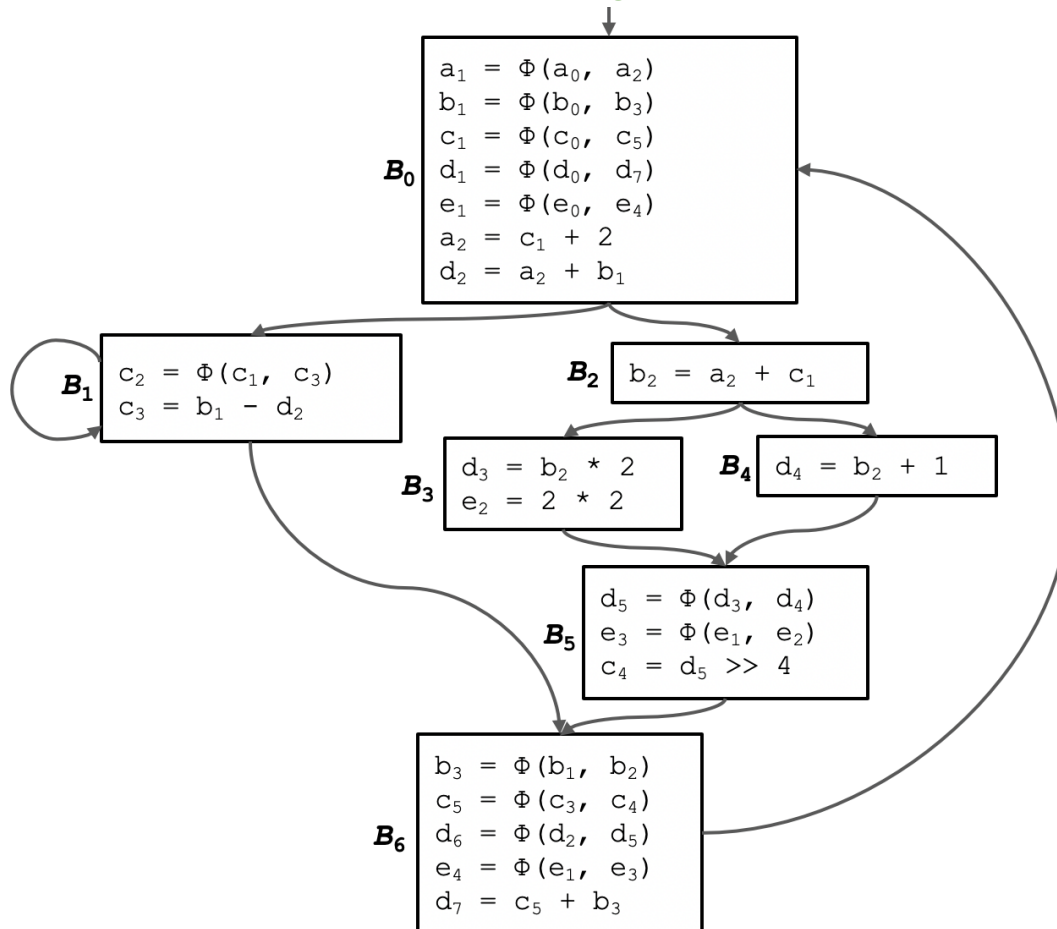 a₁ = Φ(a₀, a₂)
b₁ = Φ(b₀, b₃)
c₁ = Φ(c₀, c₅)
B₀
d₁ = Φ(d₀, d₇)
e₁ = Φ(e₀, e₄)
a₂ = c₁ + 2
d₂ = a₂ + b₁
B₁
c₂ = Φ(c₁, c₃)
c₃ = b₁ - d₂
B₂
b₂ = a₂ + c₁
B₃
d₃ = b₂ * 2
e₂ = 2 * 2
B₄
d₄ = b₂ + 1
B₅
d₅ = Φ(d₃, d₄)
e₃ = Φ(e₁, e₂)
c₄ = d₅ >> 4
B₆
b₃ = Φ(b₁, b₂)
c₅ = Φ(c₃, c₄)
d₆ = Φ(d₂, d₅)
e₄ = Φ(e₁, e₃)
d₇ = c₅ + b₃